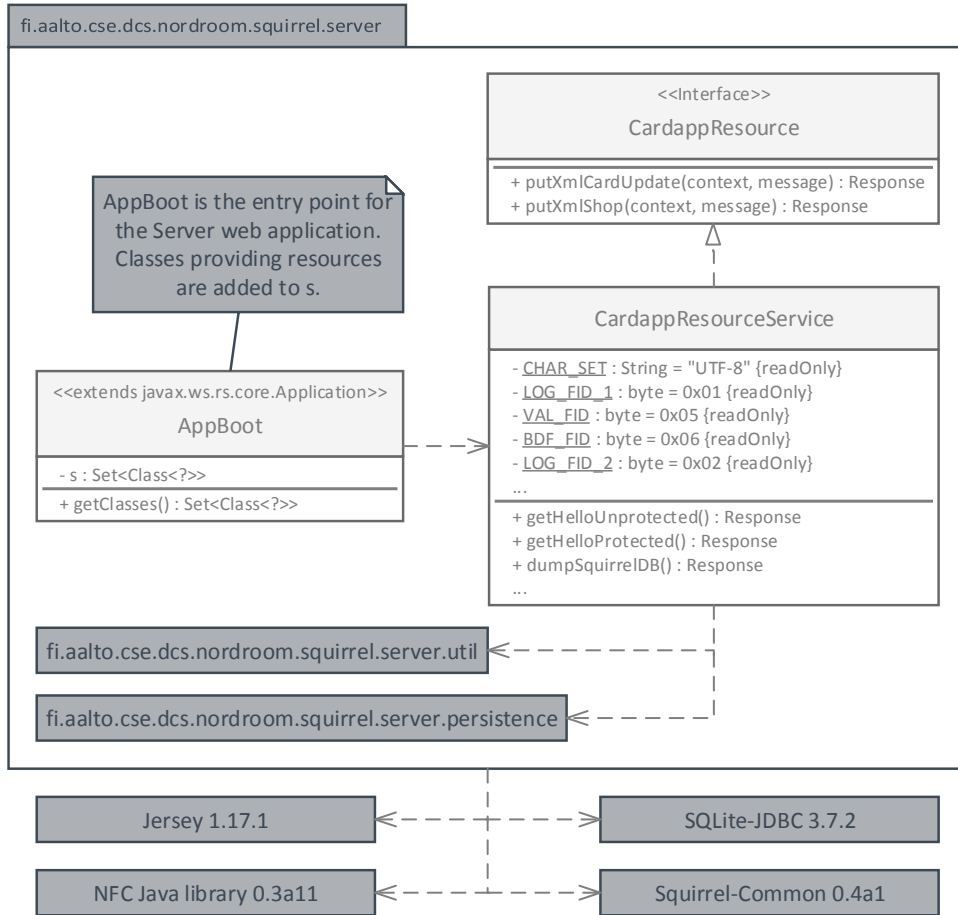 fi.aalto.cse.dcs.nordroom.squirrel.server
<<Interface>>
CardappResource
+ putXmlCardUpdate(context, message) : Response
+ putXmlShop(context, message) : Response
AppBoot is the entry point for
the Server web application.
Classes providing resources
are added to s.
CardappResourceService
- CHAR_SET : String = "UTF-8" {readOnly}
- LOG_FID_1 : byte = 0x01 {readOnly}
- VAL_FID : byte = 0x05 {readOnly}
- BDF_FID : byte = 0x06 {readOnly}
- LOG_FID_2 : byte = 0x02 {readOnly}
...
+ getHelloUnprotected() : Response
+ getHelloProtected() : Response
+ dumpSquirrelDB() : Response
...
<<extends javax.ws.rs.core.Application>>
AppBoot
- s : Set<Class<?>>
+ getClasses() : Set<Class<?>>
fi.aalto.cse.dcs.nordroom.squirrel.server.util
fi.aalto.cse.dcs.nordroom.squirrel.server.persistence
Jersey 1.17.1
SQLite-JDBC 3.7.2
NFC Java library 0.3a11
Squirrel-Common 0.4a1